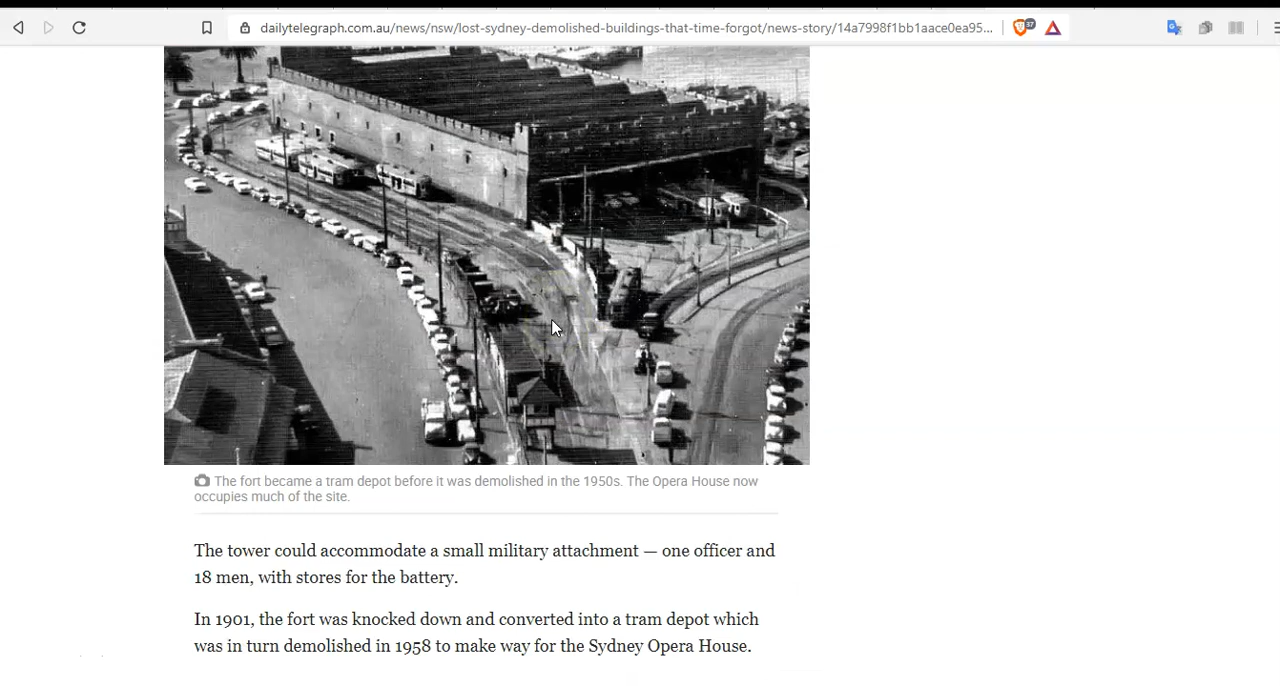 dailytelegraph.com.au/news/nsw/lost-sydney-demolished-buildings-that-time-forgot/news-story/14a7998f1bb1aace0ea95...
37
The fort became a tram depot before it was demolished in the 1950s. The Opera House now
occupies much of the site.
The tower could accommodate a small military attachment — one officer and
18 men, with stores for the battery.
In 1901, the fort was knocked down and converted into a tram depot which
was in turn demolished in 1958 to make way for the Sydney Opera House.